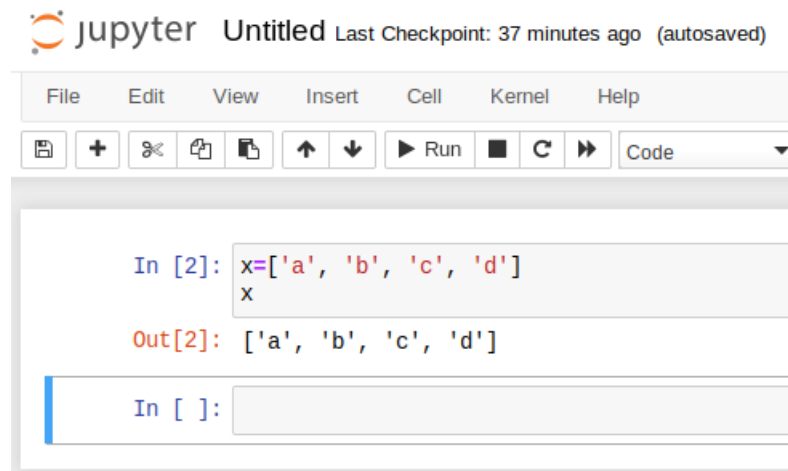 jupyter Untitled Last Checkpoint: 37 minutes ago (autosaved)
File Edit View Insert Cell Kernel Help
Run Code
In [2]: x=['a', 'b', 'c', 'd']
x
Out[2]: ['a', 'b', 'c', 'd']
In [ ]: